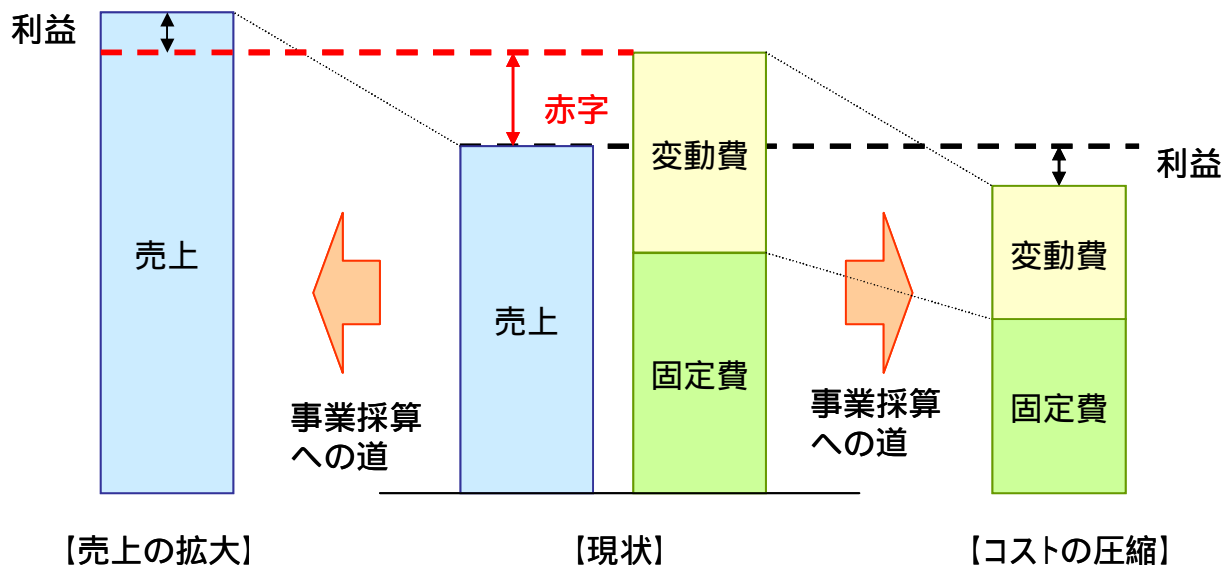 利益
赤字
変動費
利益
売上
変動費
売上
固定費
固定費
事業採算
への道
事業採算
への道
【売上の拡大】
【現状】
【コストの圧縮】